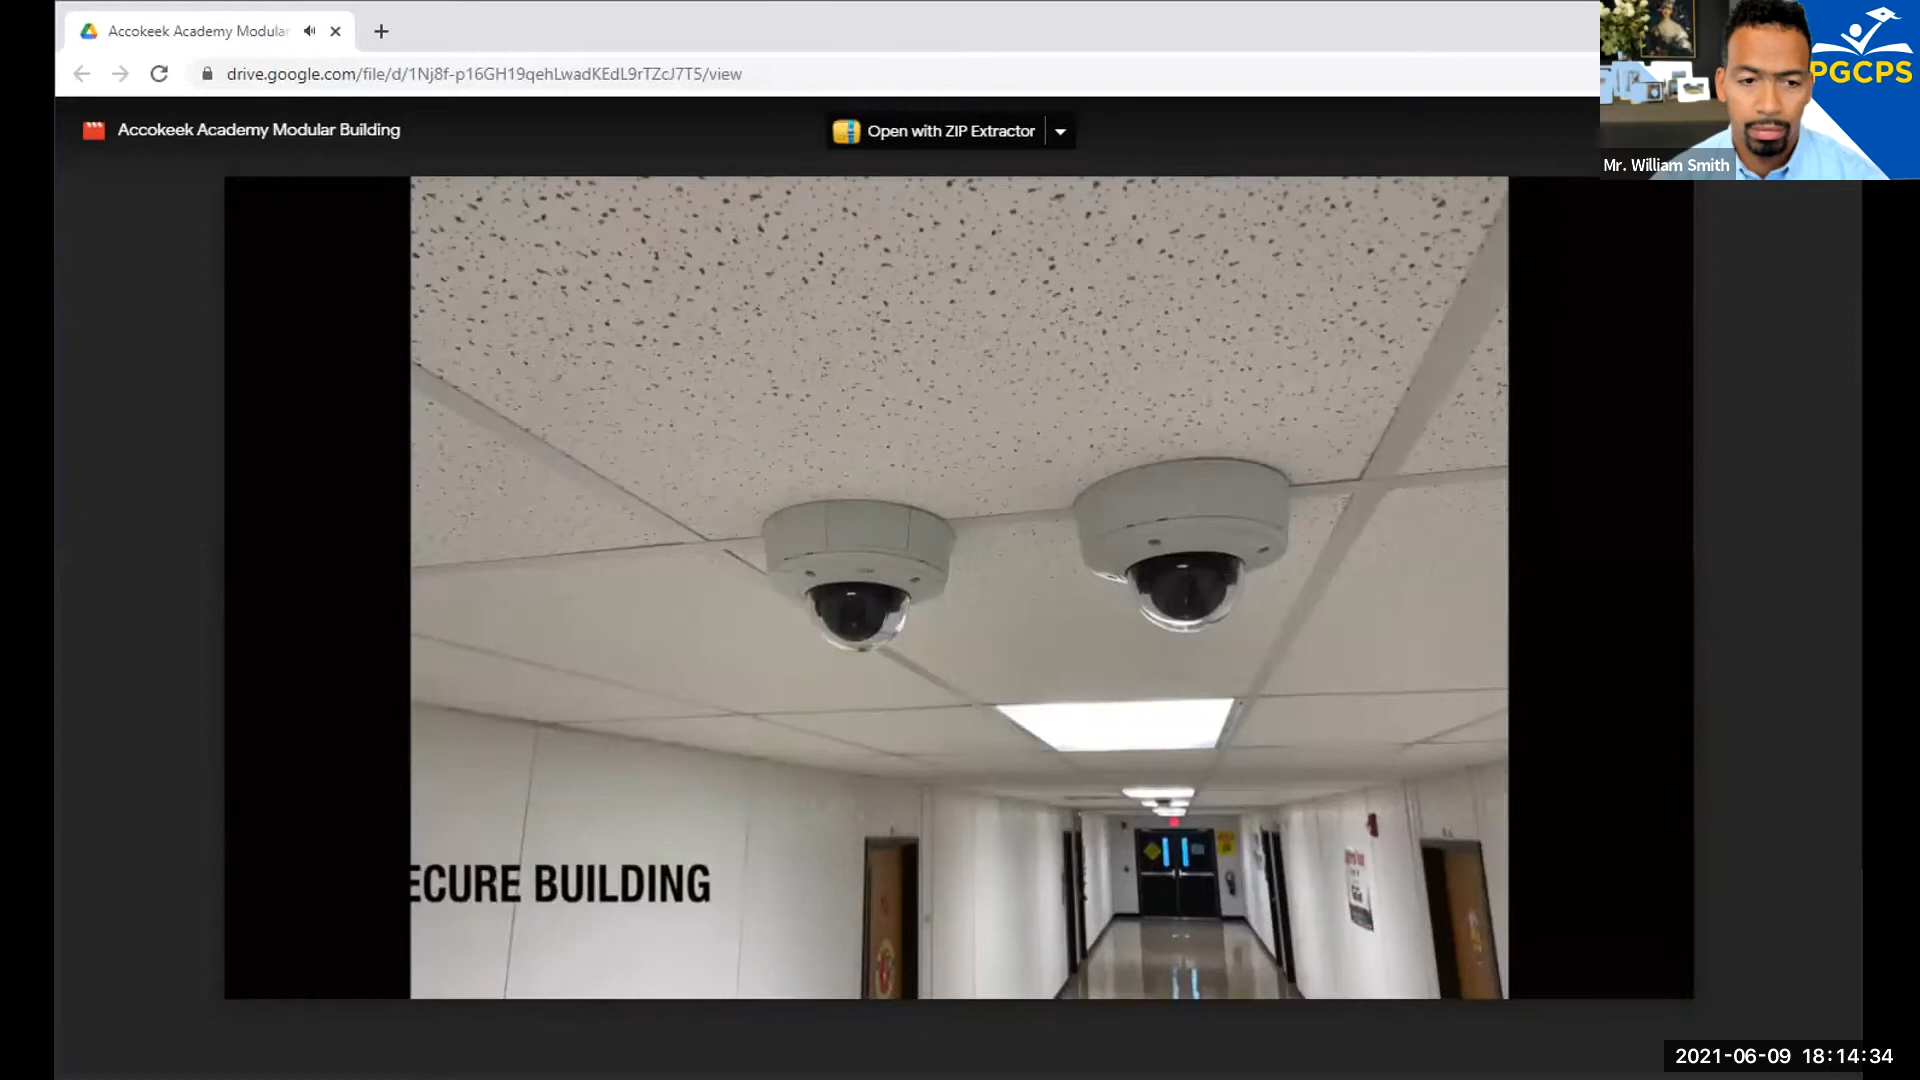 Accokeek Academy Modular
drive.google.com/file/d/1Nj8f-p16GH19qehLwadKEdL9rTZcJ7T5/view
Accokeek Academy Modular Building
Open with ZIP Extractor
PGCPS
Mr. William Smith
ECURE BUILDING
2021-06-09 18:14:34